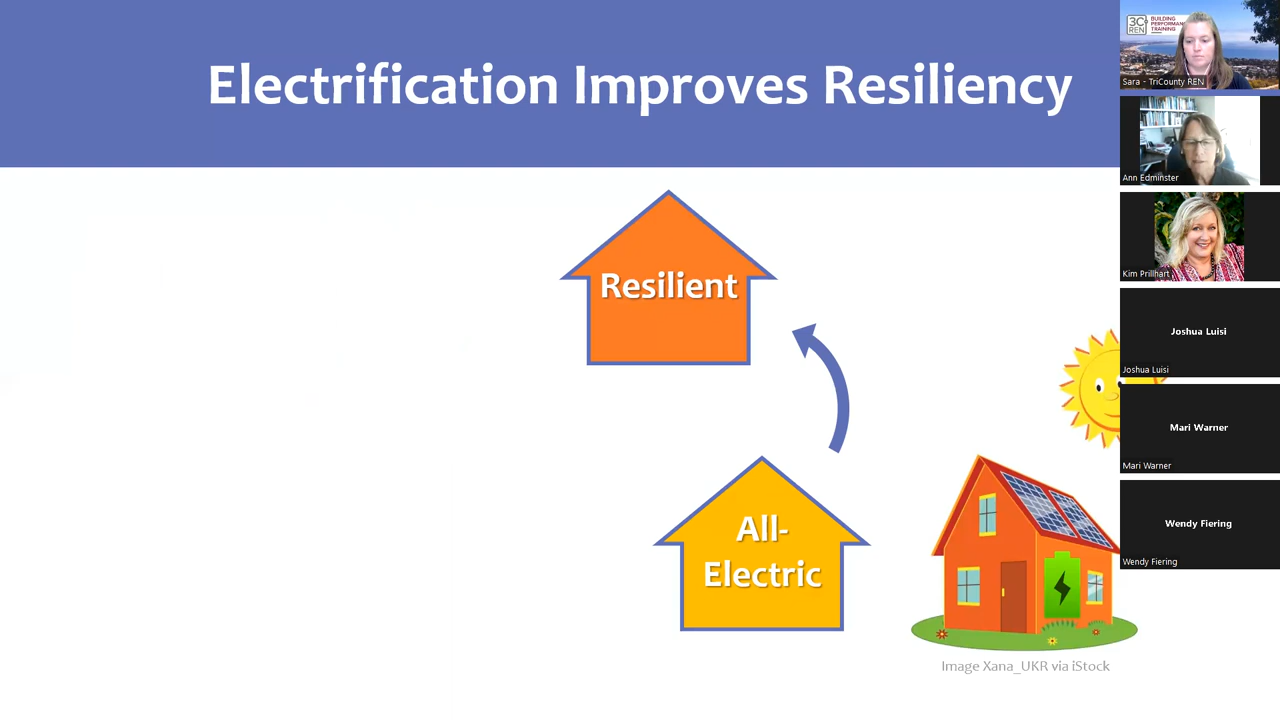 Electrification Improves Resiliency
Resilient
All-
Electric
Image Xana_UKR via iStock
3C
REN
BUILDING
PERFORMA
TRAINING
Sara - TriCounty REN
Ann Edminster
Kim Prillhart
Joshua Luisi
Joshua Luisi
Mari Warner
Mari Warner
Wendy Fiering
Wendy Fiering